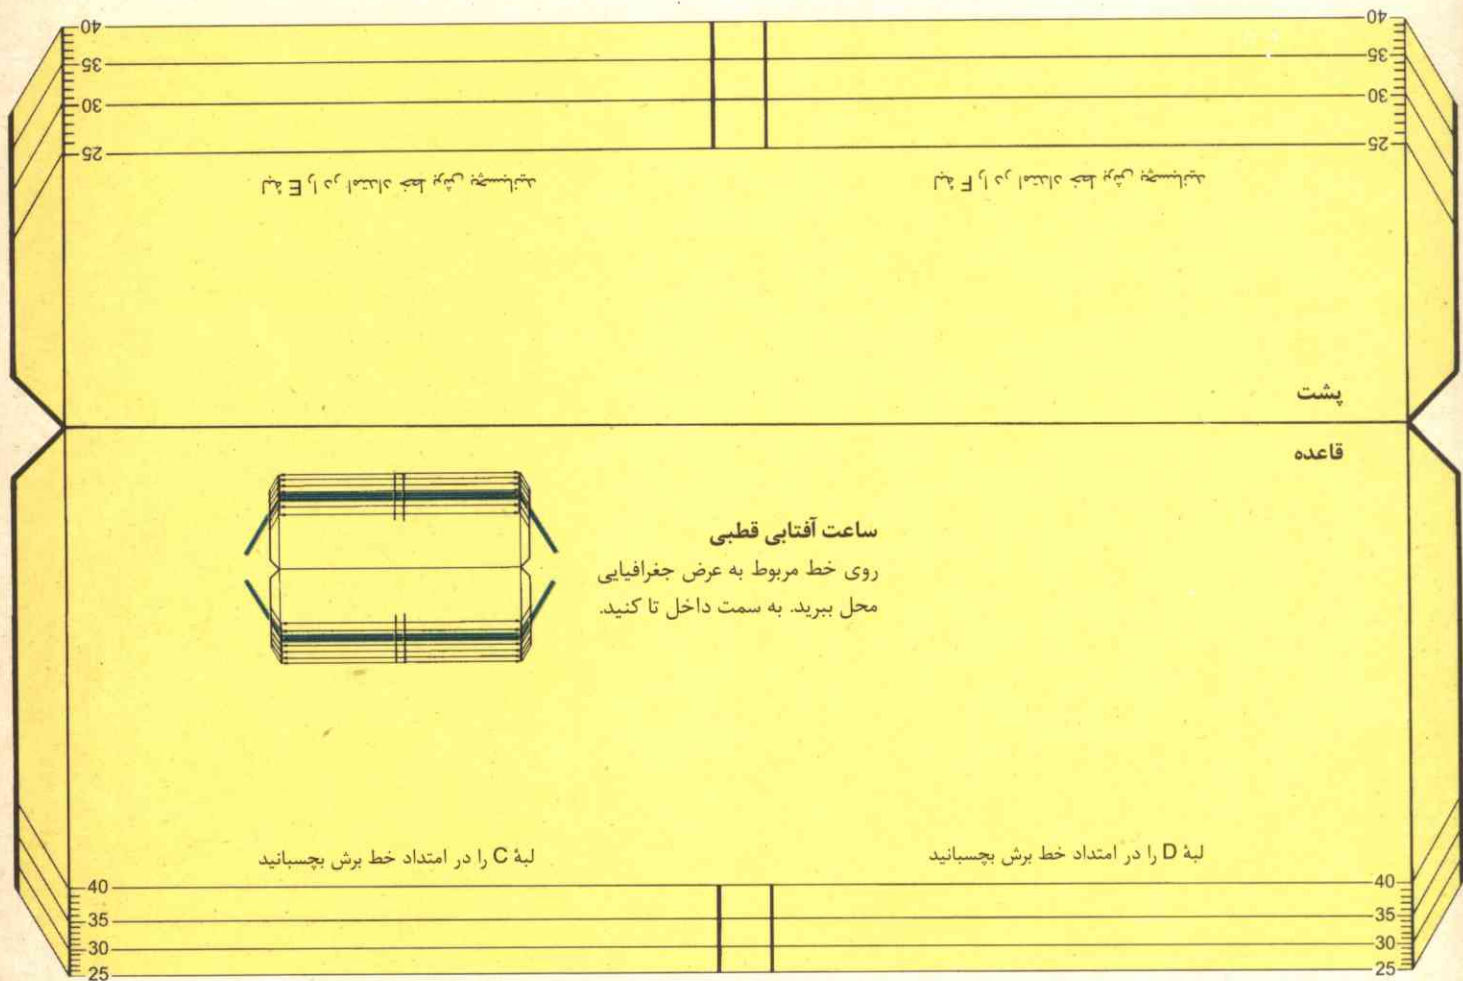 40
40
35
35
30
30
25
25
لبهٔ F را در امتداد خط برش بچسبانید
لبهٔ E را در امتداد خط برش بچسبانید
پشت
قاعده
ساعت آفتابی قطبی
روی خط مربوط به عرض جغرافیایی
محل ببرید. به سمت داخل تا کنید.
لبهٔ D را در امتداد خط برش بچسبانید
لبهٔ C را در امتداد خط برش بچسبانید
40
40
35
35
30
30
25
25